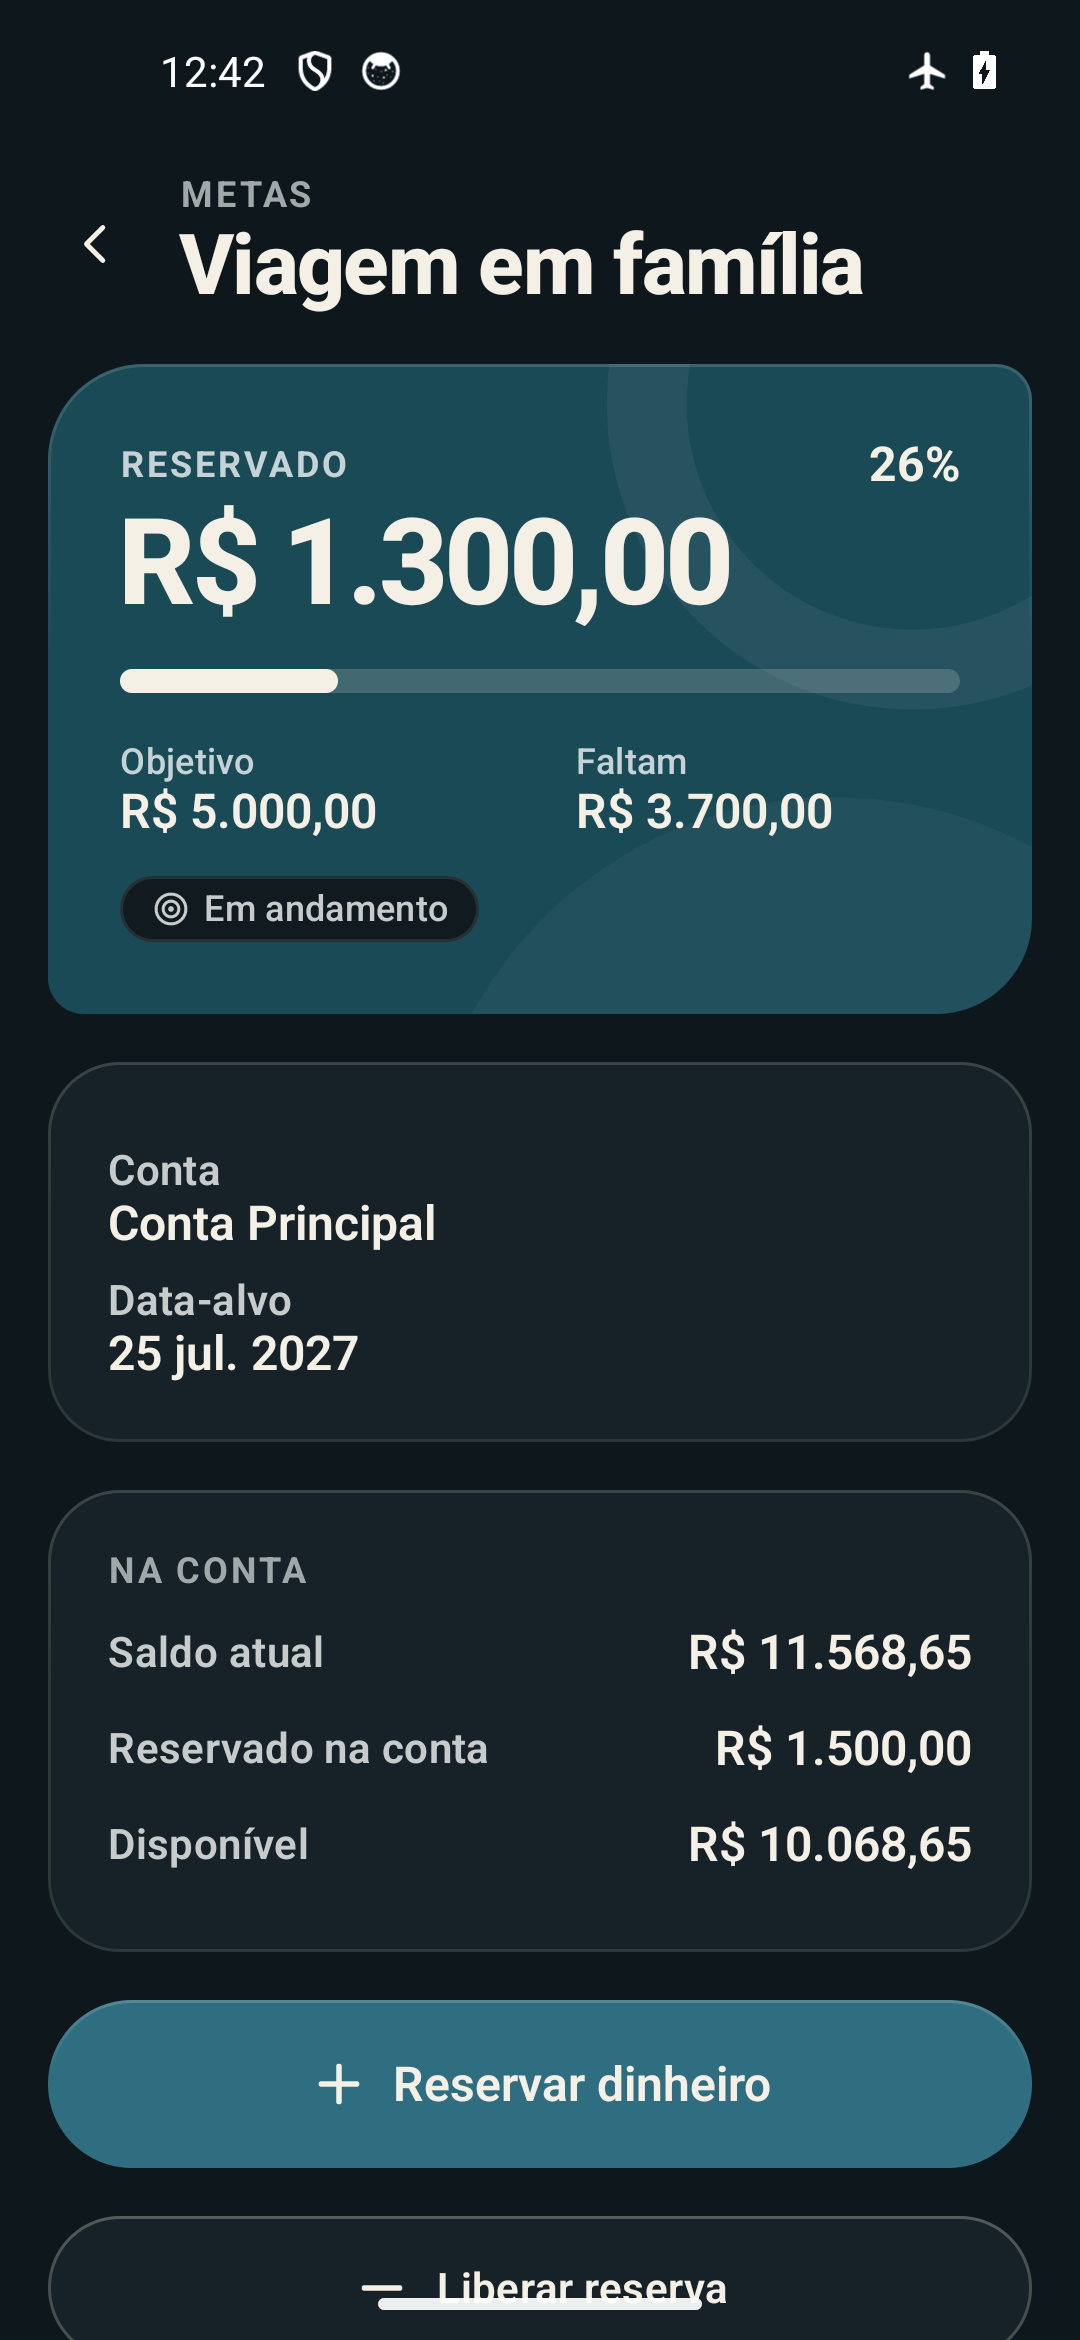 12:42
METAS
Viagem em família
RESERVADO
26%
R$ 1.300,00
Objetivo
Faltam
R$ 5.000,00
R$ 3.700,00
Em andamento
Conta
Conta Principal
Data-alvo
25 jul. 2027
NA CONTA
Saldo atual
R$ 11.568,65
Reservado na conta
R$ 1.500,00
Disponível
R$ 10.068,65
Reservar dinheiro
Liberar reserva